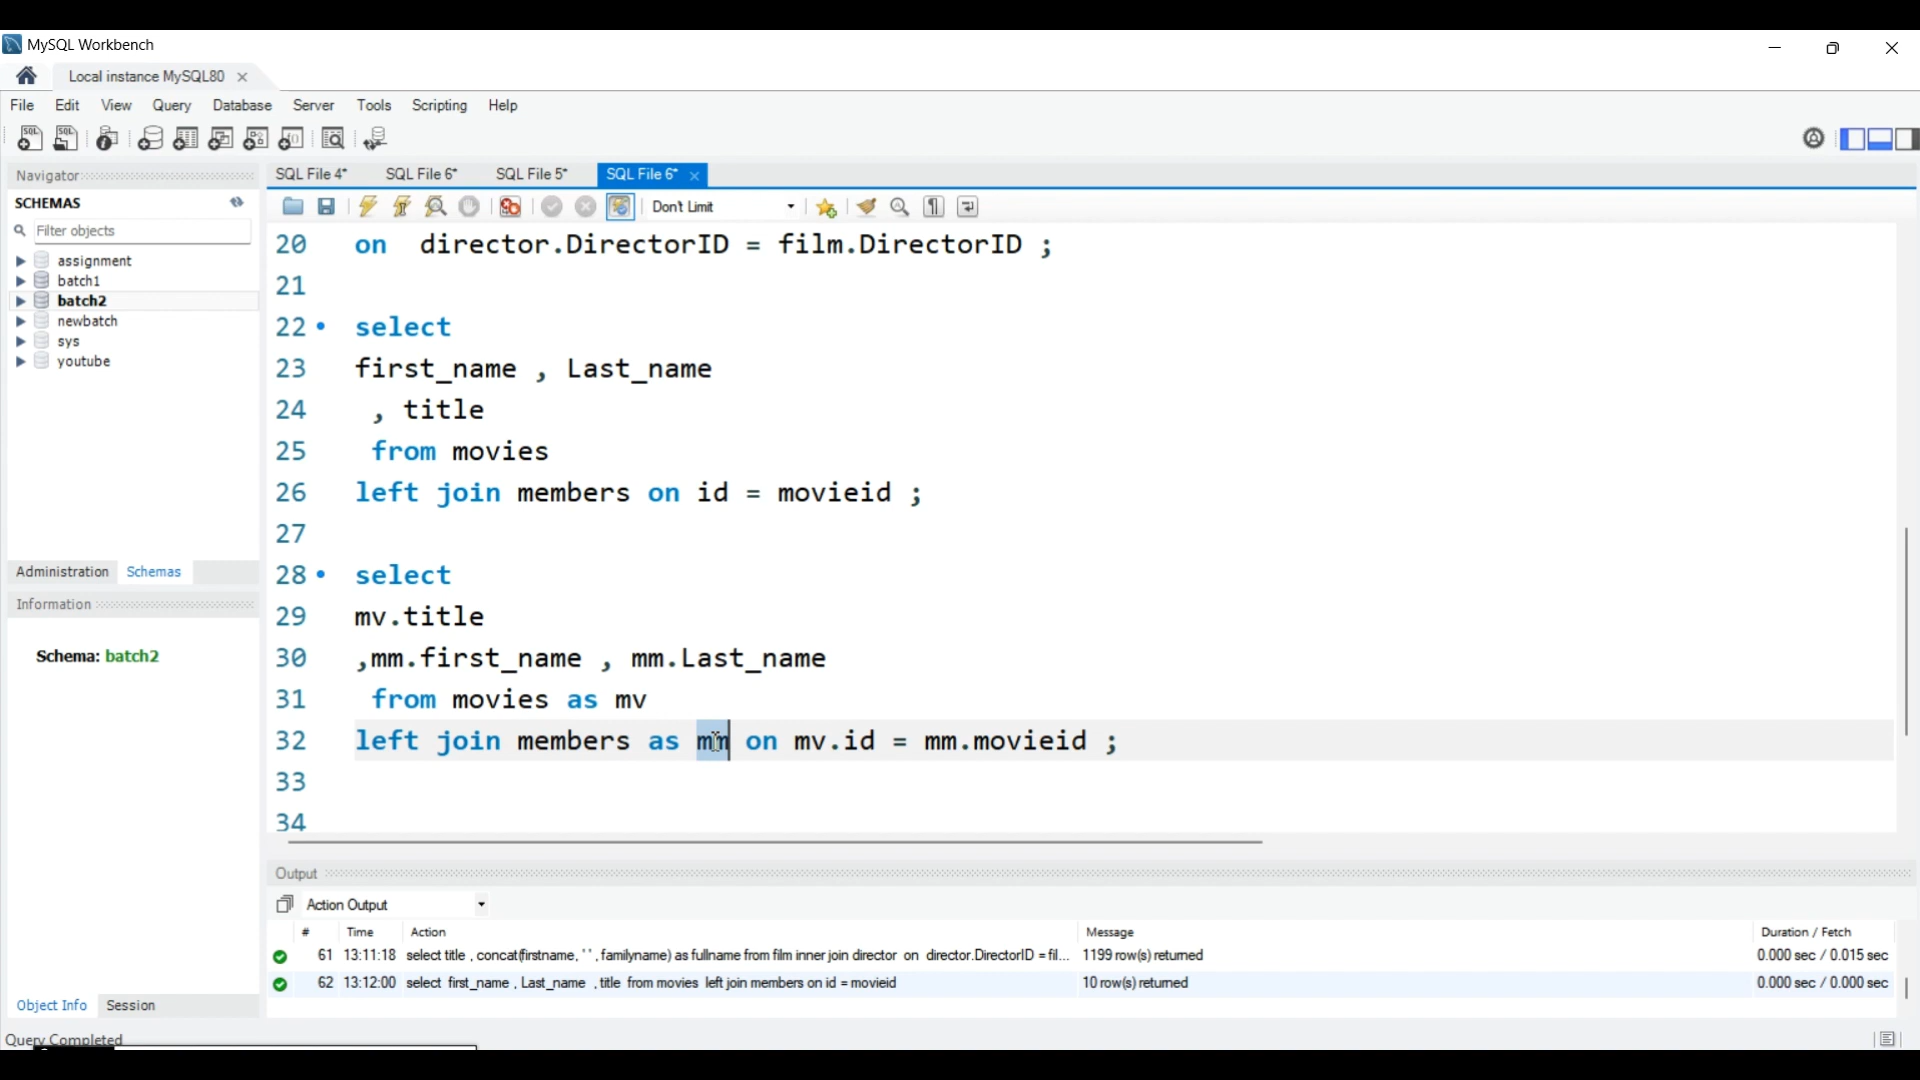 MySQL Workbench
Local instance MySQL80
File Edit View Query Database Server Tools Scripting Help
Navigator
SCHEMAS
Filter objects
assignment
batch1
batch2
newbatch
sys
youtube
Administration Schemas
Information
Schema: batch2
Object Info Session
Query Completed
SQL File 4* SQL File 6* SQL File 5* SQL File 6*
Don't Limit
20 on director.DirectorID = film.DirectorID ;
21
22 select
23 first_name , Last_name
24 , title
25 from movies
26 left join members on id = movieid ;
27
28 select
29 mv.title
30 ,mm.first_name , mm.Last_name
31 from movies as mv
32 left join members as mm on mv.id = mm.movieid ;
33
34
Output
Action Output
# Time Action Message Duration / Fetch
61 13:11:18 select title , concat(firstname, ' ' , familyname) as fullname from film inner join director on director.DirectorID = fil... 1199 row(s) returned 0.000 sec / 0.015 sec
62 13:12:00 select first_name , Last_name , title from movies left join members on id = movieid 10 row(s) returned 0.000 sec / 0.000 sec